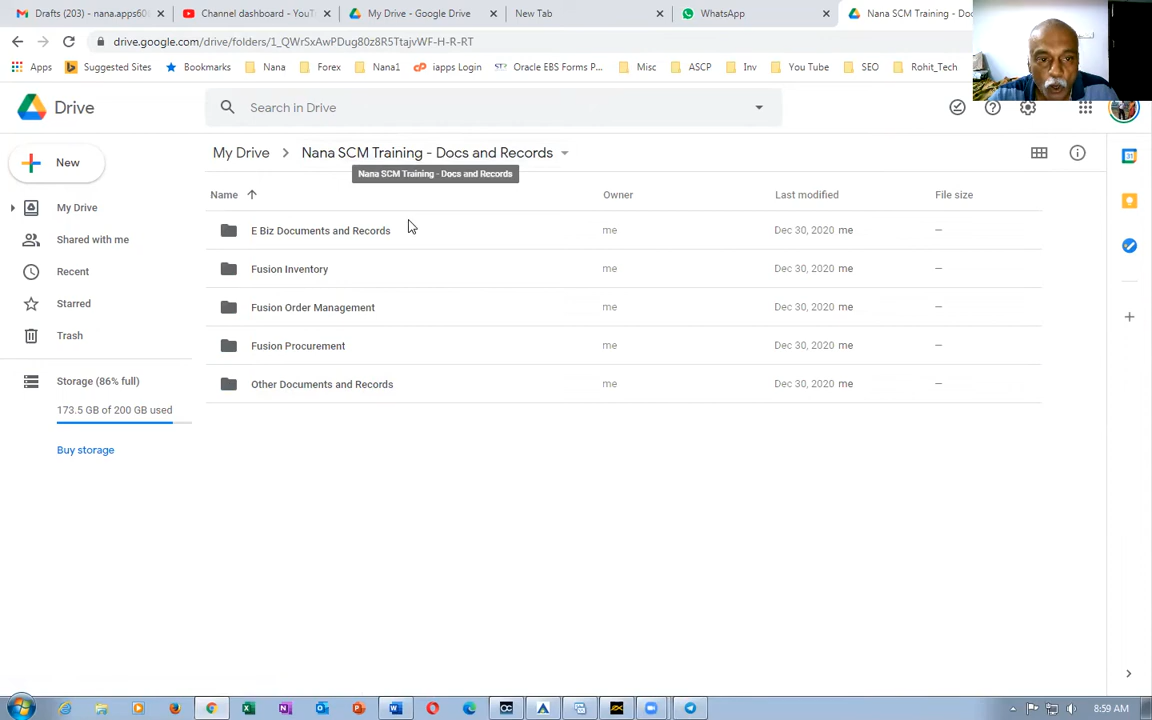 Drafts (203) - nana.apps60
Channel dashboard - YouT
My Drive - Google Drive
New Tab
WhatsApp
Nana SCM Training - Doc
drive.google.com/drive/folders/1_QWrSxAwPDug80z8R5TtajvWF-H-R-RT
Apps
Suggested Sites
Bookmarks
Nana
Forex
Nana1
iapps Login
Oracle EBS Forms P...
Misc
ASCP
Inv
You Tube
SEO
Rohit_Tech
Drive
Search in Drive
New
My Drive > Nana SCM Training - Docs and Records
Nana SCM Training - Docs and Records
Name Owner Last modified File size
My Drive
Shared with me
Recent
Starred
Trash
Storage (86% full)
173.5 GB of 200 GB used
Buy storage
E Biz Documents and Records me Dec 30, 2020 me –
Fusion Inventory me Dec 30, 2020 me –
Fusion Order Management me Dec 30, 2020 me –
Fusion Procurement me Dec 30, 2020 me –
Other Documents and Records me Dec 30, 2020 me –
8:59 AM